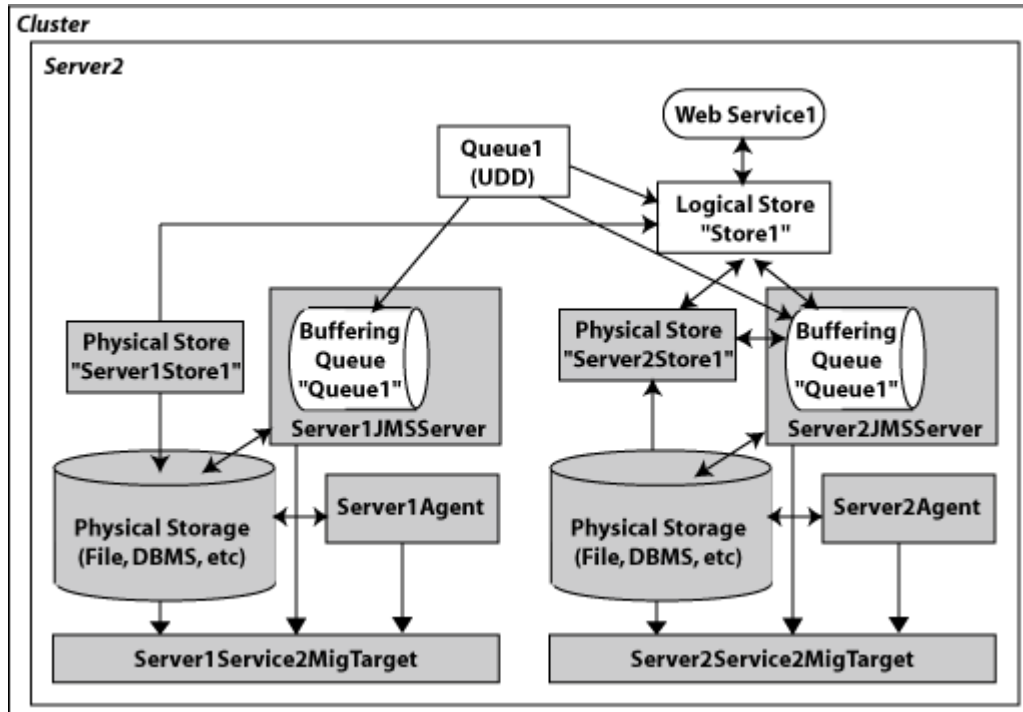 Cluster
Server2
Web Service1
Queue1
(UDD)
Logical Store
"Store1"
Physical Store
"Server1Store1"
Buffering
Queue
"Queue1"
Server1JMSServer
Physical Store
"Server2Store1"
Buffering
Queue
"Queue1"
Server2JMSServer
Physical Storage
(File, DBMS, etc)
Server1Agent
Physical Storage
(File, DBMS, etc)
Server2Agent
Server1Service2MigTarget
Server2Service2MigTarget